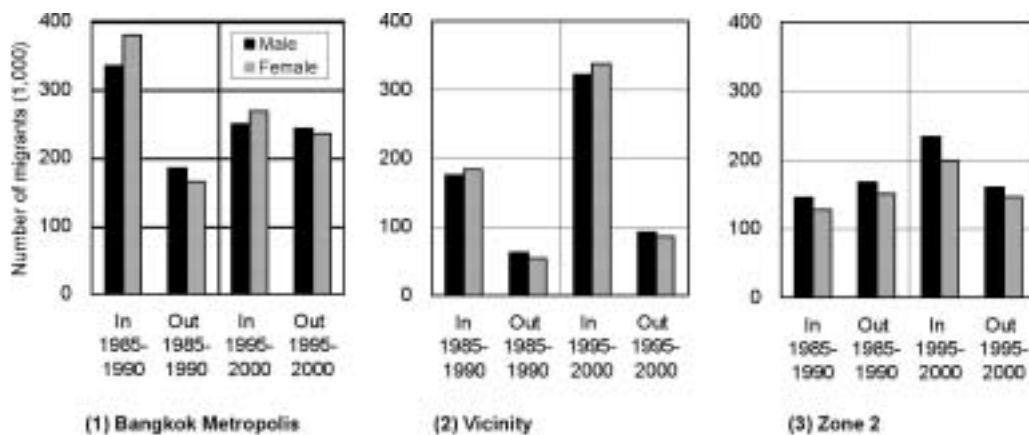 Number of migrants (1,000)
400
300
200
100
0
Male
Female
In Out In Out
1985- 1985- 1995- 1995-
1990 1990 2000 2000
(1) Bangkok Metropolis
400
300
200
100
0
In Out In Out
1985- 1985- 1995- 1995-
1990 1990 2000 2000
(2) Vicinity
400
300
200
100
0
In Out In Out
1985- 1985- 1995- 1995-
1990 1990 2000 2000
(3) Zone 2